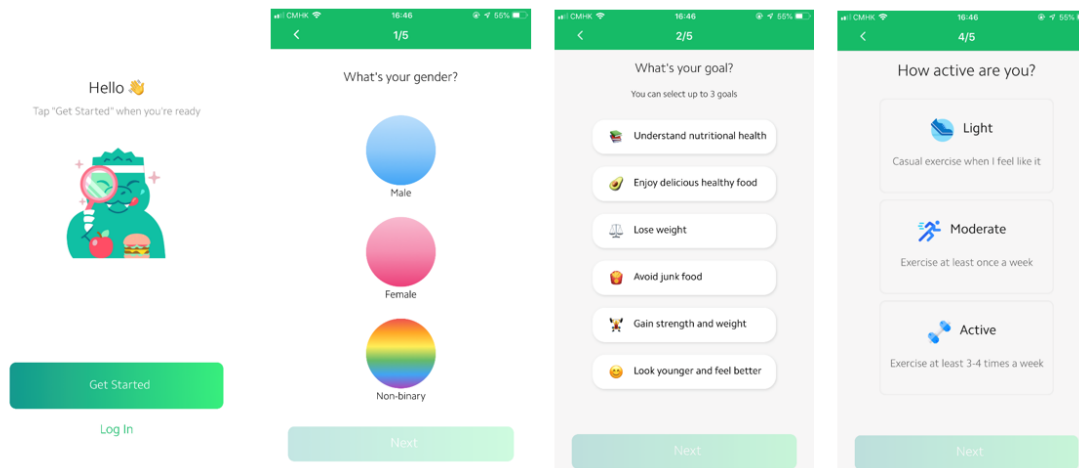 Hello 👋
Tap "Get Started" when you're ready
Get Started
Log In
CMHK
16:46
55%
1/5
What's your gender?
Male
Female
Non-binary
Next
CMHK
16:46
55%
2/5
What's your goal?
You can select up to 3 goals
Understand nutritional health
Enjoy delicious healthy food
Lose weight
Avoid junk food
Gain strength and weight
Look younger and feel better
Next
CMHK
16:46
55%
4/5
How active are you?
Light
Casual exercise when I feel like it
Moderate
Exercise at least once a week
Active
Exercise at least 3-4 times a week
Next